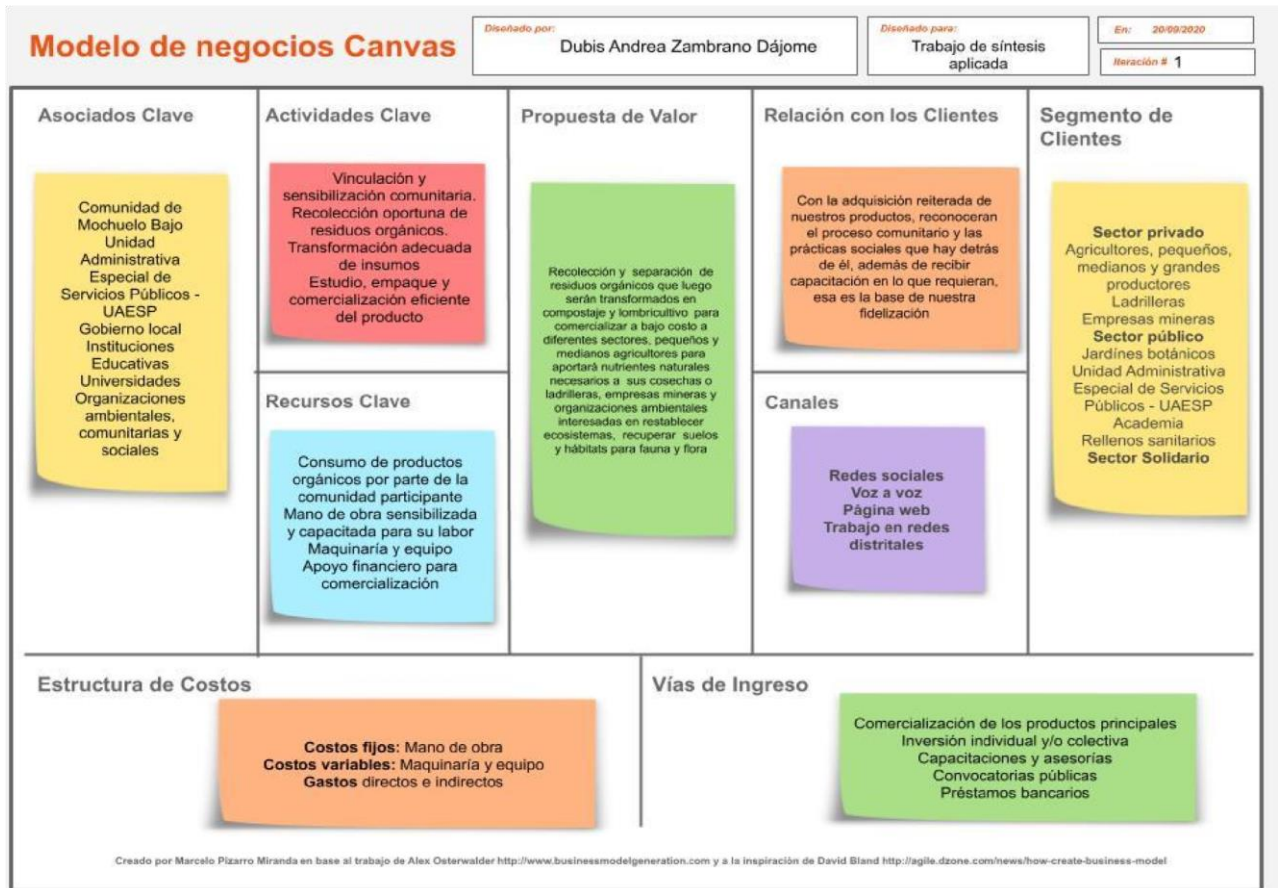 Modelo de negocios Canvas
Diseñado por:
Dubis Andrea Zambrano Dájome
Diseñado para:
Trabajo de síntesis
aplicada
En: 20/09/2020
Iteración # 1
Asociados Clave
Comunidad de
Mochuelo Bajo
Unidad
Administrativa
Especial de
Servicios Públicos -
UAESP
Gobierno local
Instituciones
Educativas
Universidades
Organizaciones
ambientales,
comunitarias y
sociales
Actividades Clave
Vinculación y
sensibilización comunitaria.
Recolección oportuna de
residuos orgánicos.
Transformación adecuada
de insumos
Estudio, empaque y
comercialización eficiente
del producto
Recursos Clave
Consumo de productos
orgánicos por parte de la
comunidad participante
Mano de obra sensibilizada
y capacitada para su labor
Maquinaría y equipo
Apoyo financiero para
comercialización
Propuesta de Valor
Recolección y separación de
residuos orgánicos que luego
serán transformados en
compostaje y lombricultivo para
comercializar a bajo costo a
diferentes sectores, pequeños y
medianos agricultores para
aportará nutrientes naturales
necesarios a sus cosechas o
ladrilleras, empresas mineras y
organizaciones ambientales
interesadas en restablecer
ecosistemas, recuperar suelos
y hábitats para fauna y flora
Relación con los Clientes
Con la adquisición reiterada de
nuestros productos, reconoceran
el proceso comunitario y las
prácticas sociales que hay detrás
de él, además de recibir
capacitación en lo que requieran,
esa es la base de nuestra
fidelización
Canales
Redes sociales
Voz a voz
Página web
Trabajo en redes
distritales
Segmento de
Clientes
Sector privado
Agricultores, pequeños,
medianos y grandes
productores
Ladrilleras
Empresas mineras
Sector público
Jardínes botánicos
Unidad Administrativa
Especial de Servicios
Públicos - UAESP
Academia
Rellenos sanitarios
Sector Solidario
Estructura de Costos
Costos fijos: Mano de obra
Costos variables: Maquinaría y equipo
Gastos directos e indirectos
Vías de Ingreso
Comercialización de los productos principales
Inversión individual y/o colectiva
Capacitaciones y asesorías
Convocatorias públicas
Préstamos bancarios
Creado por Marcelo Pizarro Miranda en base al trabajo de Alex Osterwalder http://www.businessmodelgeneration.com y a la inspiración de David Bland http://agile.dzone.com/news/how-create-business-model